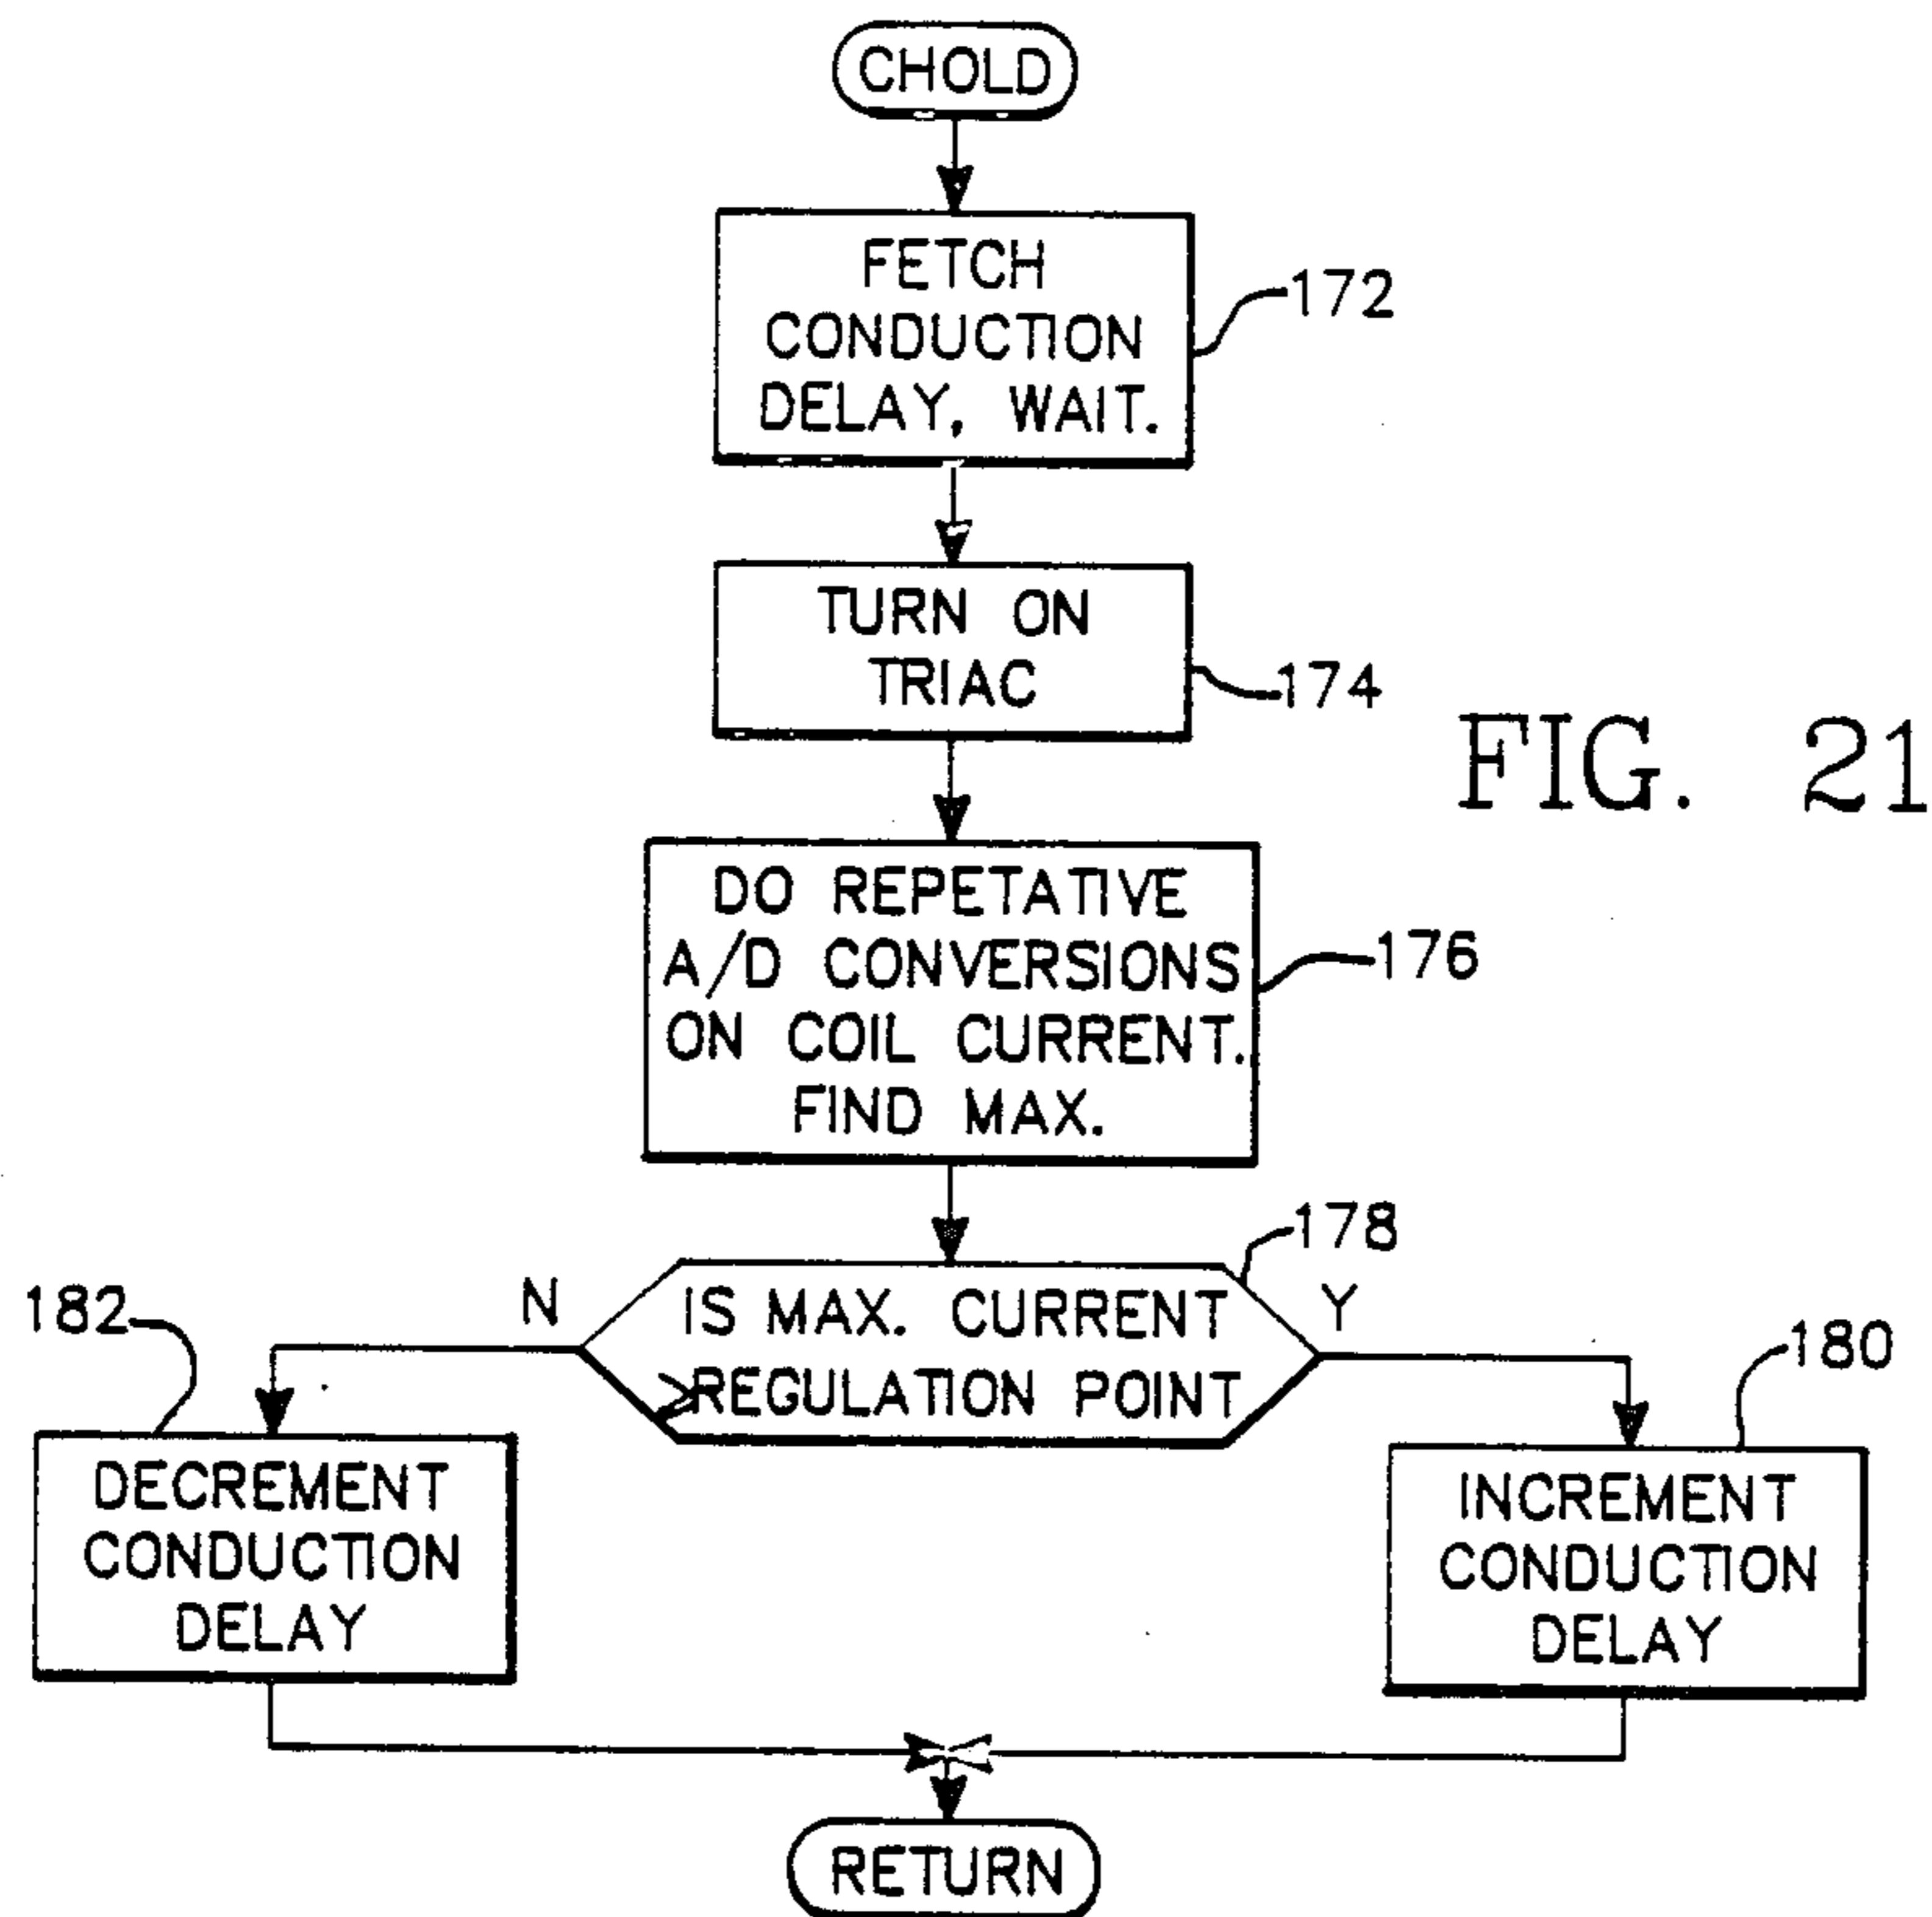 CHOLD
FETCH
CONDUCTION
DELAY, WAIT.
172
TURN ON
TRIAC
174
FIG. 21
DO REPETATIVE
A/D CONVERSIONS
ON COIL CURRENT.
FIND MAX.
176
178
182
N
IS MAX. CURRENT
>REGULATION POINT
Y
180
DECREMENT
CONDUCTION
DELAY
INCREMENT
CONDUCTION
DELAY
RETURN